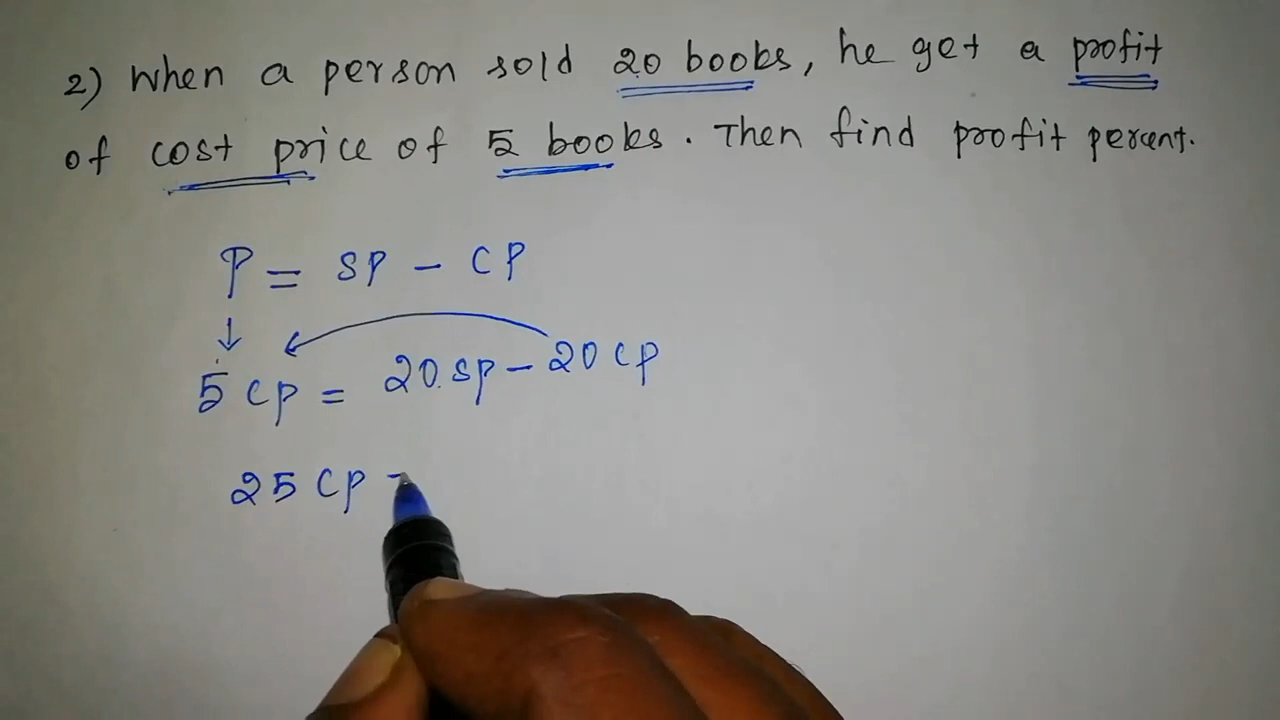 2) When a person sold 20 books, he get a profit
of cost price of 5 books. Then find profit percent.
P = SP - CP
5 CP = 20.SP - 20 CP
25 CP =